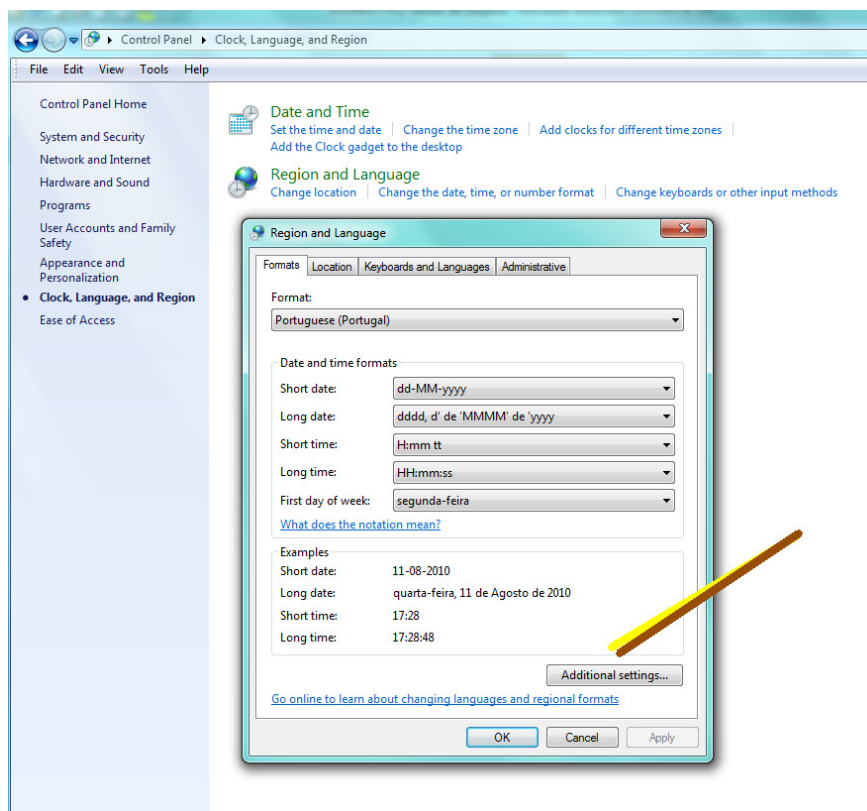 Control Panel Clock, Language, and Region
File Edit View Tools Help
Control Panel Home
System and Security
Network and Internet
Hardware and Sound
Programs
User Accounts and Family
Safety
Appearance and
Personalization
Clock, Language, and Region
Ease of Access
Date and Time
Set the time and date Change the time zone Add clocks for different time zones
Add the Clock gadget to the desktop
Region and Language
Change location Change the date, time, or number format Change keyboards or other input methods
Region and Language
Formats Location Keyboards and Languages Administrative
Format:
Portuguese (Portugal)
Date and time formats
Short date: dd-MM-yyyy
Long date: dddd, d' de 'MMMM' de 'yyyy
Short time: H:mm tt
Long time: HH:mm:ss
First day of week: segunda-feira
What does the notation mean?
Examples
Short date: 11-08-2010
Long date: quarta-feira, 11 de Agosto de 2010
Short time: 17:28
Long time: 17:28:48
Additional settings...
Go online to learn about changing languages and regional formats
OK Cancel Apply